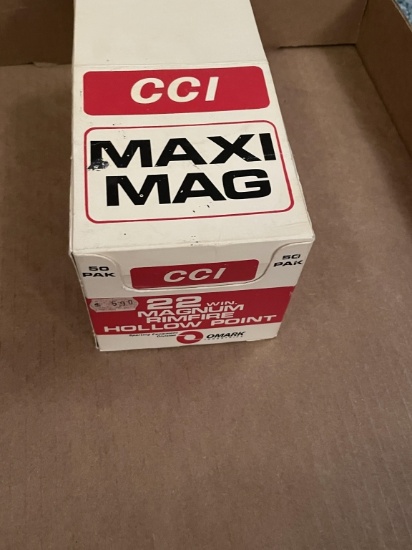 CCI
MAXI
MAG
50
PAK
CCI
50
PAK
22 WIN.
MAGNUM
RIMFIRE
HOLLOW POINT
OMARK